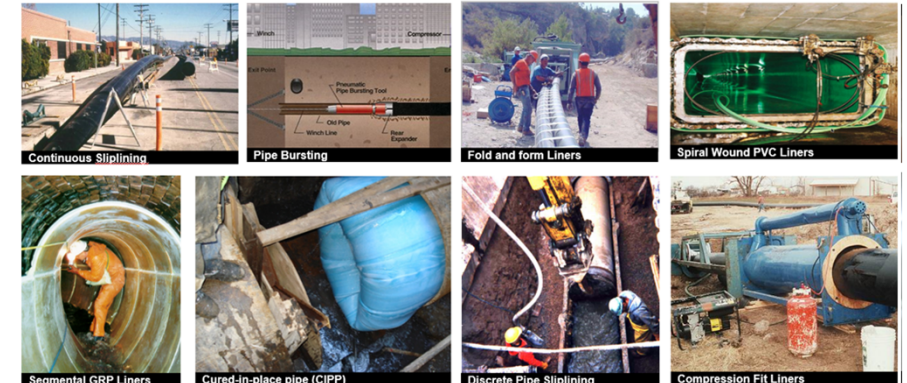 Continuous Sliplining
Winch
Compressor
Exit Point
Pneumatic
Pipe Bursting Tool
Old Pipe
Winch Line
Rear
Expander
Pipe Bursting
Fold and form Liners
Spiral Wound PVC Liners
Segmental GRP Liners
Cured-in-place pipe (CIPP)
Discrete Pipe Sliplining
Compression Fit Liners